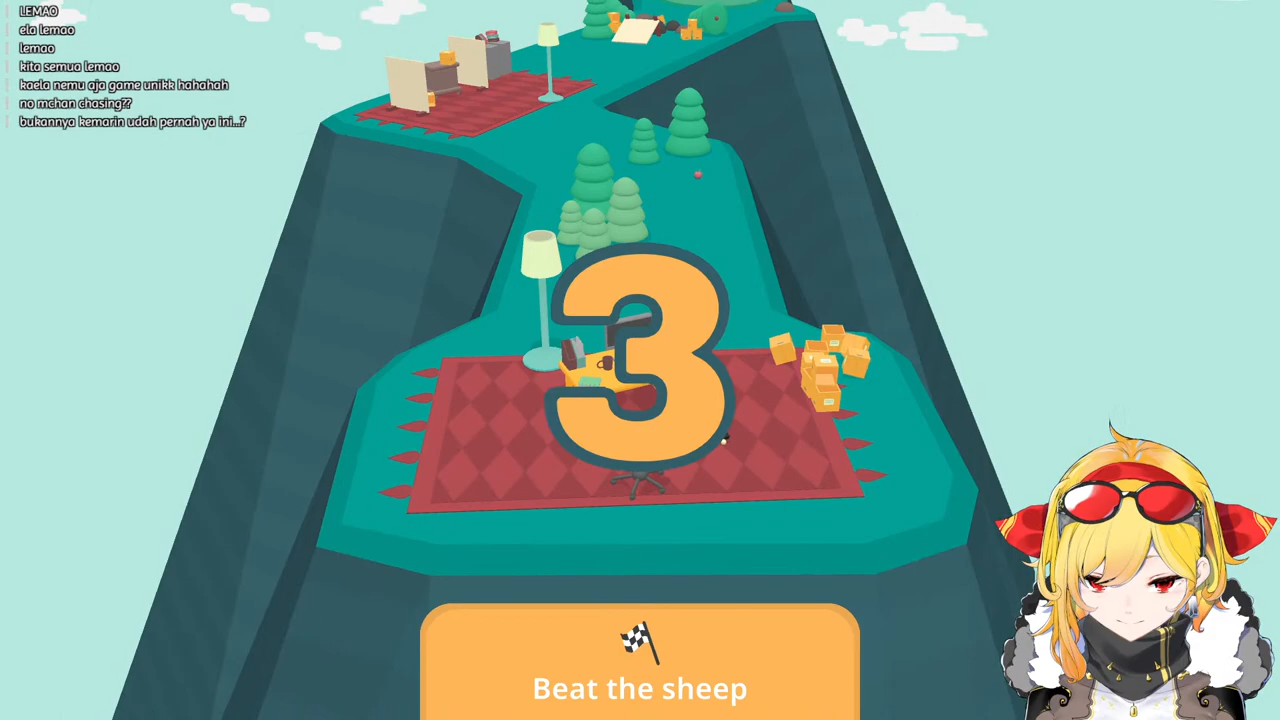 LEMAO
ela lemao
lemao
kita semua lemao
kaela nemu aja game unikk hahahah
no mchan chasing??
bukannya kemarin udah pernah ya ini...?
3
Beat the sheep